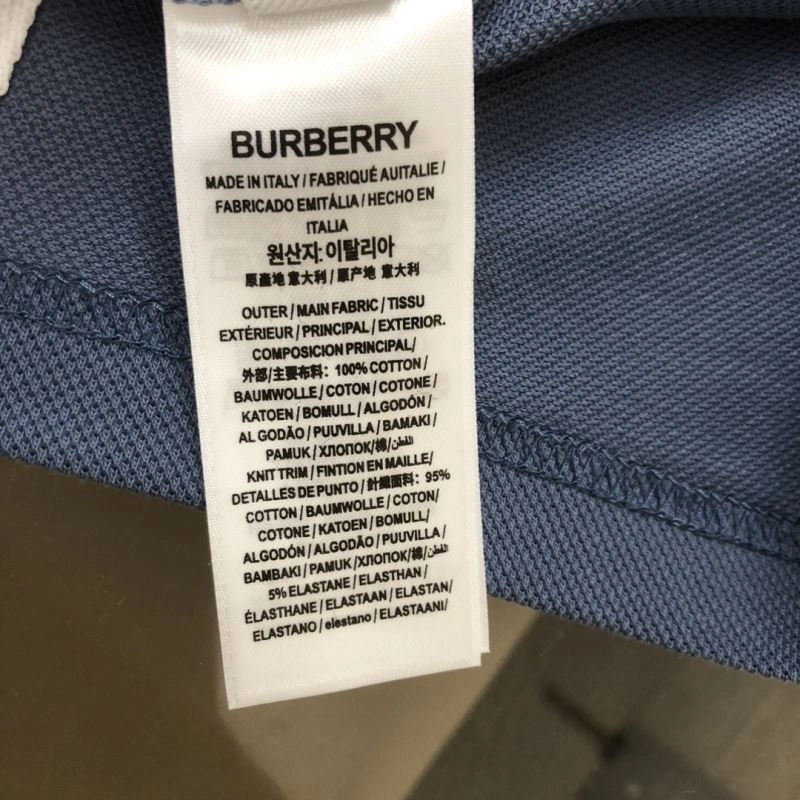 BURBERRY
MADE IN ITALY / FABRIQUÉ AUITALIE /
FABRICADO EMITÁLIA / HECHO EN
ITALIA
원산지: 이탈리아
原產地 意大利 / 原产地 意大利
OUTER / MAIN FABRIC / TISSU
EXTÉRIEUR / PRINCIPAL / EXTERIOR.
COMPOSICION PRINCIPAL /
外部/主要布料: 100% COTTON /
BAUMWOLLE / COTON / COTONE /
KATOEN / BOMULL / ALGODÓN /
AL GODÃO / PUUVILLA / BAMAKI /
PAMUK / ХЛОПОК/棉/القطن
KNIT TRIM / FINTION EN MAILLE/
DETALLES DE PUNTO / 針織面料: 95%
COTTON / BAUMWOLLE / COTON/
COTONE / KATOEN / BOMULL/
ALGODÓN / ALGODÃO / PUUVILLA /
BAMBAKI / PAMUK /ХЛОПОК/棉/القطن
5% ELASTANE / ELASTHAN /
ÉLASTHANE / ELASTAAN / ELASTAN/
ELASTANO / elestano / ELASTAANI/